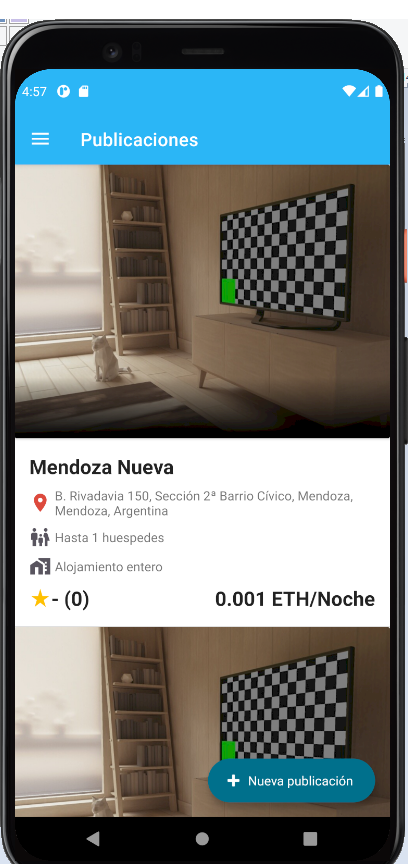 4:57
Publicaciones
Mendoza Nueva
B. Rivadavia 150, Sección 2ª Barrio Cívico, Mendoza,
Mendoza, Argentina
Hasta 1 huespedes
Alojamiento entero
- (0) 0.001 ETH/Noche
+ Nueva publicación